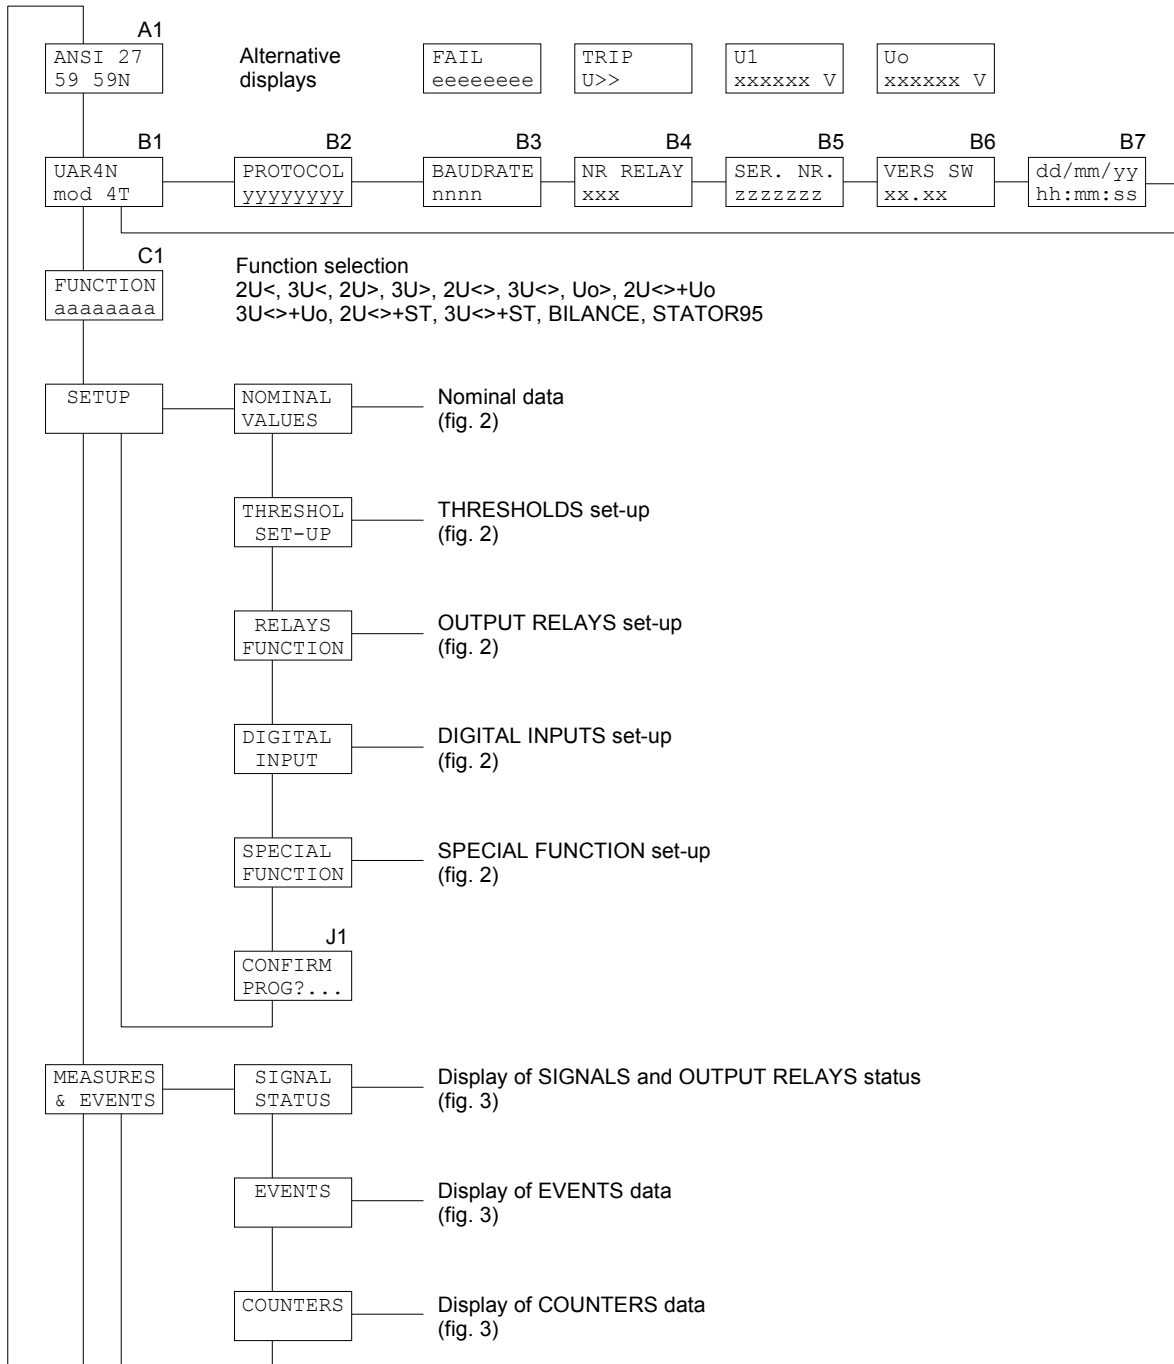 A1
ANSI 27
59 59N
Alternative
displays
FAIL
eeeeeeee
TRIP
U>>
U1
xxxxxx V
Uo
xxxxxx V
B1
UAR4N
mod 4T
B2
PROTOCOL
yyyyyyyy
B3
BAUDRATE
nnnn
B4
NR RELAY
xxx
B5
SER. NR.
zzzzzzz
B6
VERS SW
xx.xx
B7
dd/mm/yy
hh:mm:ss
C1
FUNCTION
aaaaaaaa
Function selection
2U<, 3U<, 2U>, 3U>, 2U<>, 3U<>, Uo>, 2U<>+Uo
3U<>+Uo, 2U<>+ST, 3U<>+ST, BILANCE, STATOR95
SETUP
NOMINAL
VALUES
Nominal data
(fig. 2)
THRESHOL
SET-UP
THRESHOLDS set-up
(fig. 2)
RELAYS
FUNCTION
OUTPUT RELAYS set-up
(fig. 2)
DIGITAL
INPUT
DIGITAL INPUTS set-up
(fig. 2)
SPECIAL
FUNCTION
SPECIAL FUNCTION set-up
(fig. 2)
J1
CONFIRM
PROG?...
MEASURES
& EVENTS
SIGNAL
STATUS
Display of SIGNALS and OUTPUT RELAYS status
(fig. 3)
EVENTS
Display of EVENTS data
(fig. 3)
COUNTERS
Display of COUNTERS data
(fig. 3)